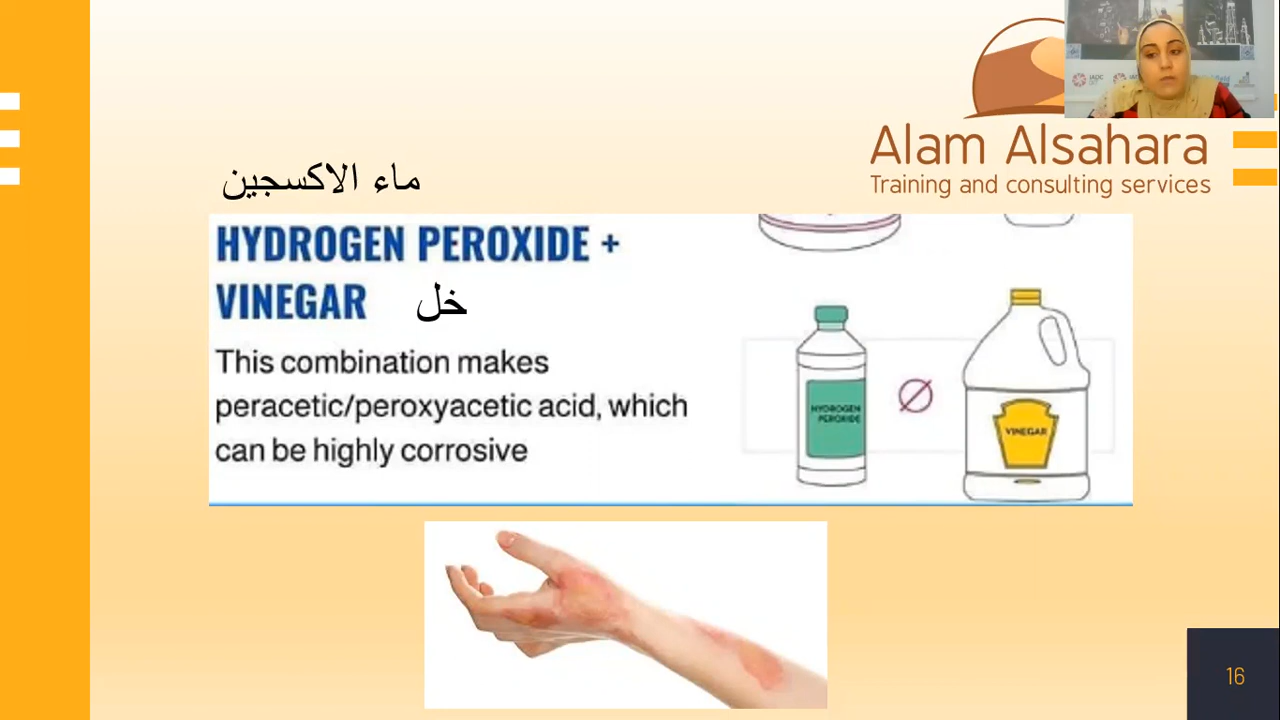 Alam Alsahara
Training and consulting services
ماء الاكسجين
HYDROGEN PEROXIDE +
VINEGAR خل
This combination makes
peracetic/peroxyacetic acid, which
can be highly corrosive
HYDROGEN
PEROXIDE
VINEGAR
16